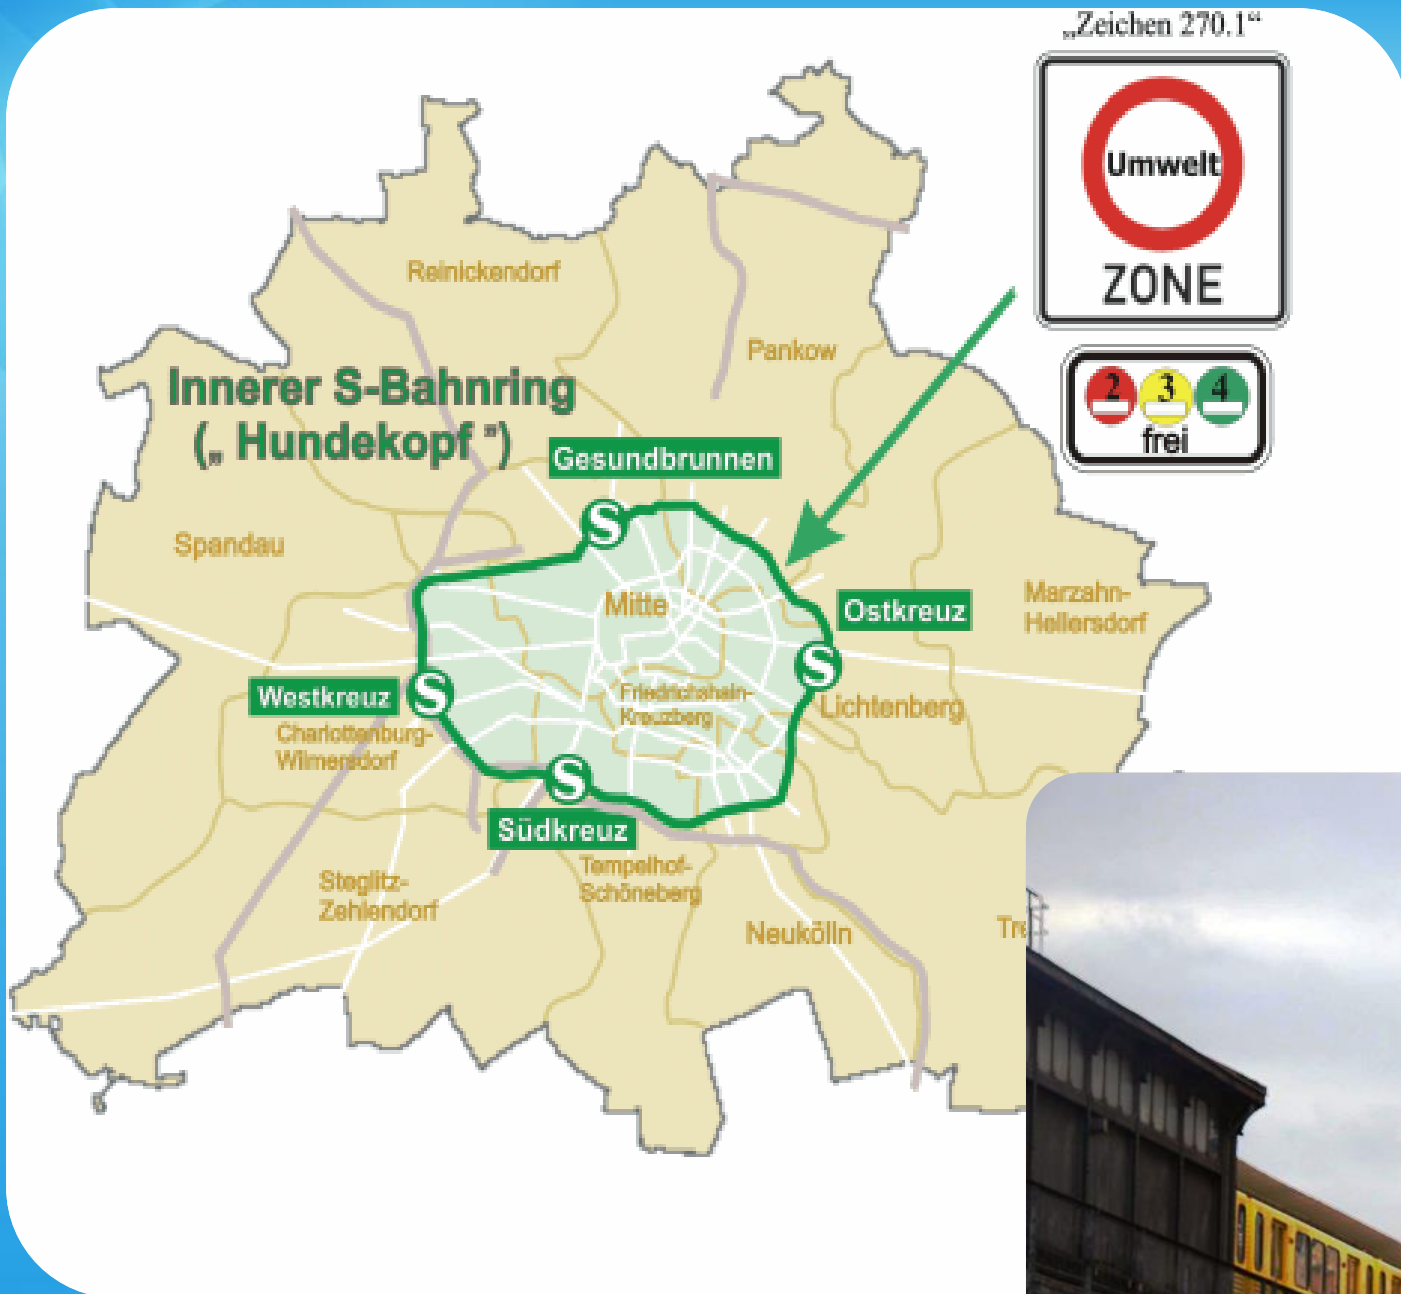 „Zeichen 270.1“
Umwelt
ZONE
2 3 4
frei
Reinickendorf
Pankow
Innerer S-Bahnring
(„ Hundekopf “)
Gesundbrunnen
S
Spandau
Mitte
Ostkreuz
Marzahn-
Hellersdorf
S
Westkreuz
S
Friedrichshain-
Kreuzberg
Lichtenberg
Charlottenburg-
Wilmersdorf
S
Südkreuz
Tempelhof-
Schöneberg
Steglitz-
Zehlendorf
Neukölln
Tre